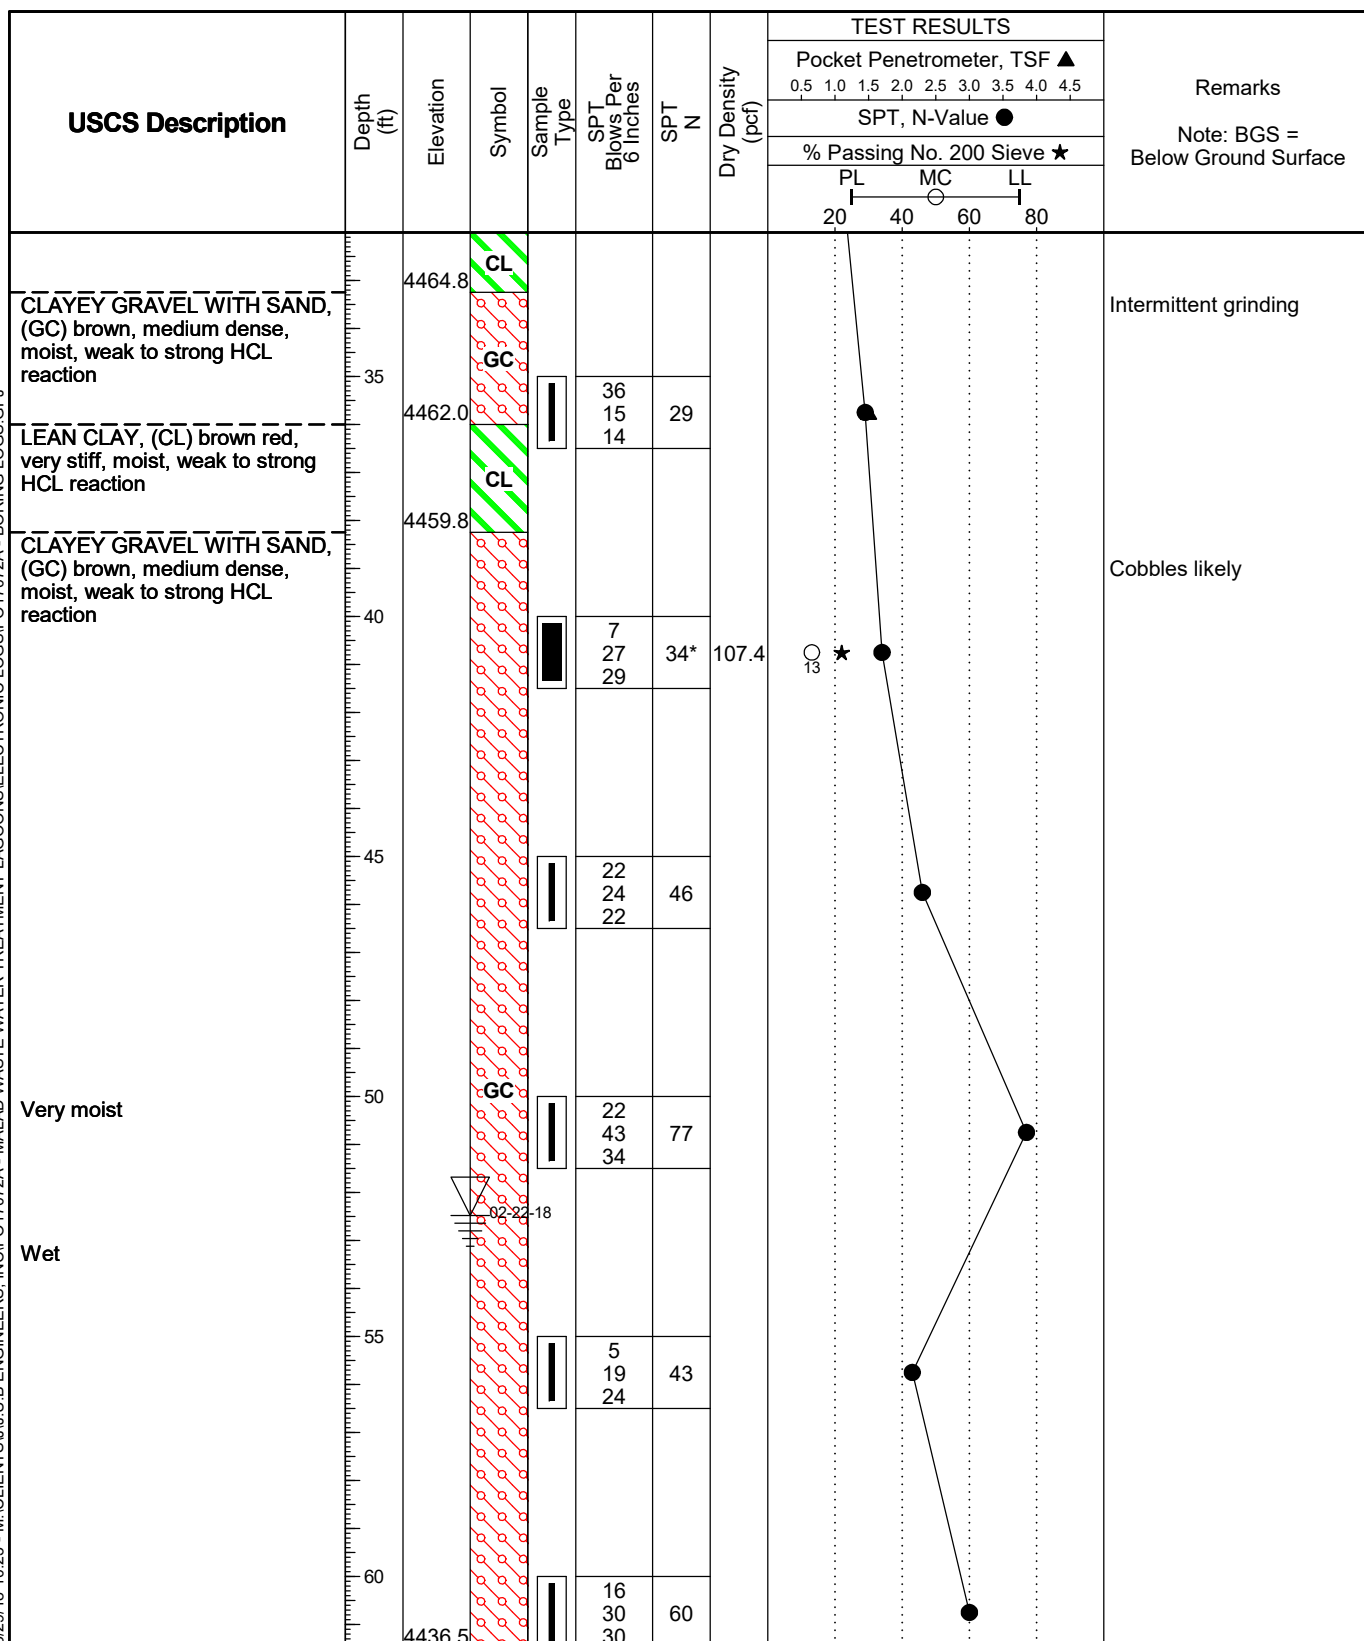 USCS Description
Depth
(ft)
Elevation
Symbol
Sample
Type
SPT
Blows Per
6 Inches
SPT
N
Dry Density
(pcf)
TEST RESULTS
Pocket Penetrometer, TSF ▲
0.5 1.0 1.5 2.0 2.5 3.0 3.5 4.0 4.5
SPT, N-Value ●
% Passing No. 200 Sieve ★
PL MC LL
20 40 60 80
Remarks
Note: BGS =
Below Ground Surface
CL
4464.8
CLAYEY GRAVEL WITH SAND,
(GC) brown, medium dense,
moist, weak to strong HCL
reaction
Intermittent grinding
GC
35
4462.0
36
15
14
29
LEAN CLAY, (CL) brown red,
very stiff, moist, weak to strong
HCL reaction
CL
4459.8
CLAYEY GRAVEL WITH SAND,
(GC) brown, medium dense,
moist, weak to strong HCL
reaction
Cobbles likely
40
7
27
29
34*
107.4
13
45
22
24
22
46
GC
50
Very moist
22
43
34
77
02-22-18
Wet
55
5
19
24
43
60
16
30
30
60
4436.5